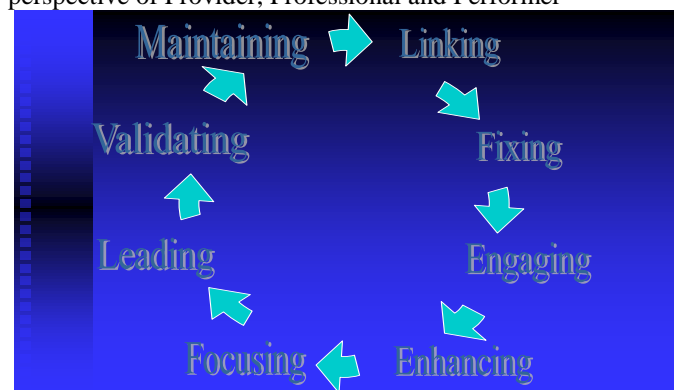 perspective of Provider, Professional and Performer
Maintaining
Linking
Fixing
Engaging
Enhancing
Focusing
Leading
Validating